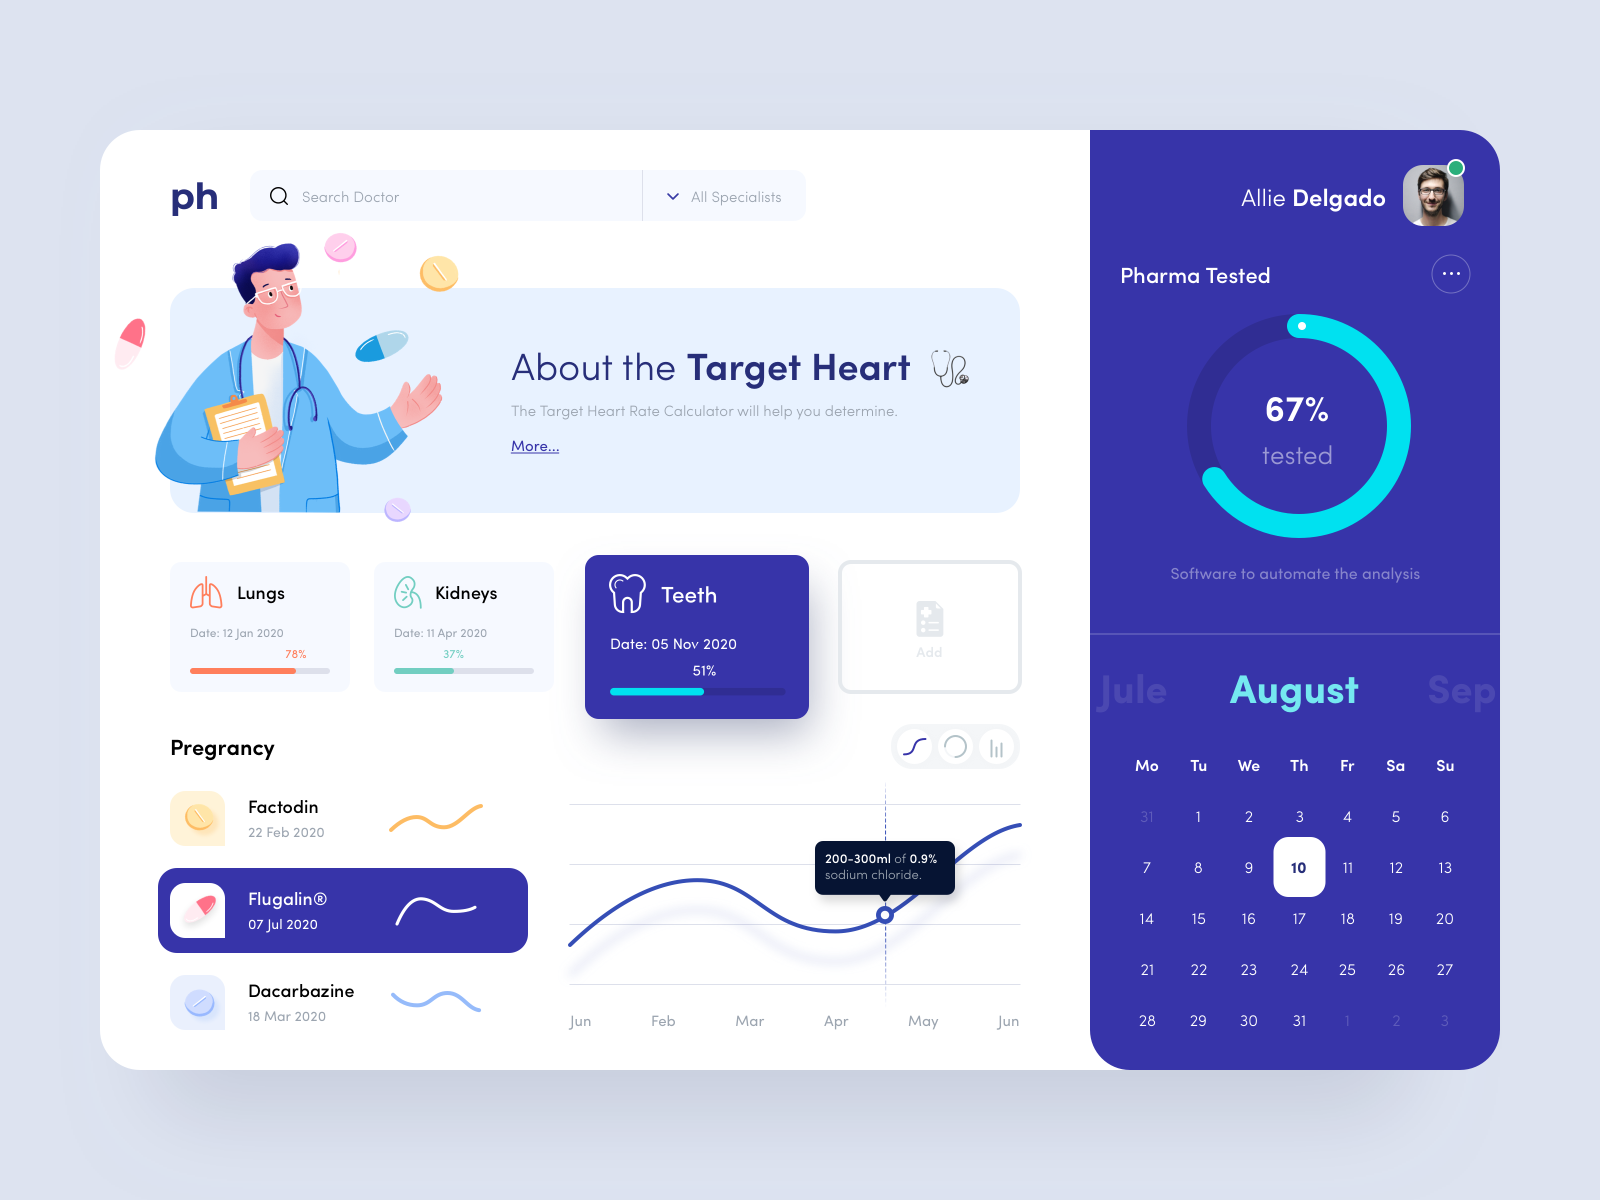 ph
Search Doctor
All Specialists
Allie Delgado
About the Target Heart
The Target Heart Rate Calculator will help you determine.
More...
Lungs
Date: 12 Jan 2020
78%
Kidneys
Date: 11 Apr 2020
37%
Teeth
Date: 05 Nov 2020
51%
Add
Pregrancy
Factodin
22 Feb 2020
Flugalin®
07 Jul 2020
Dacarbazine
18 Mar 2020
200-300ml of 0.9%
sodium chloride.
Jun Feb Mar Apr May Jun
Pharma Tested
67%
tested
Software to automate the analysis
Jule August Sep
Mo Tu We Th Fr Sa Su
31 1 2 3 4 5 6
7 8 9 10 11 12 13
14 15 16 17 18 19 20
21 22 23 24 25 26 27
28 29 30 31 1 2 3